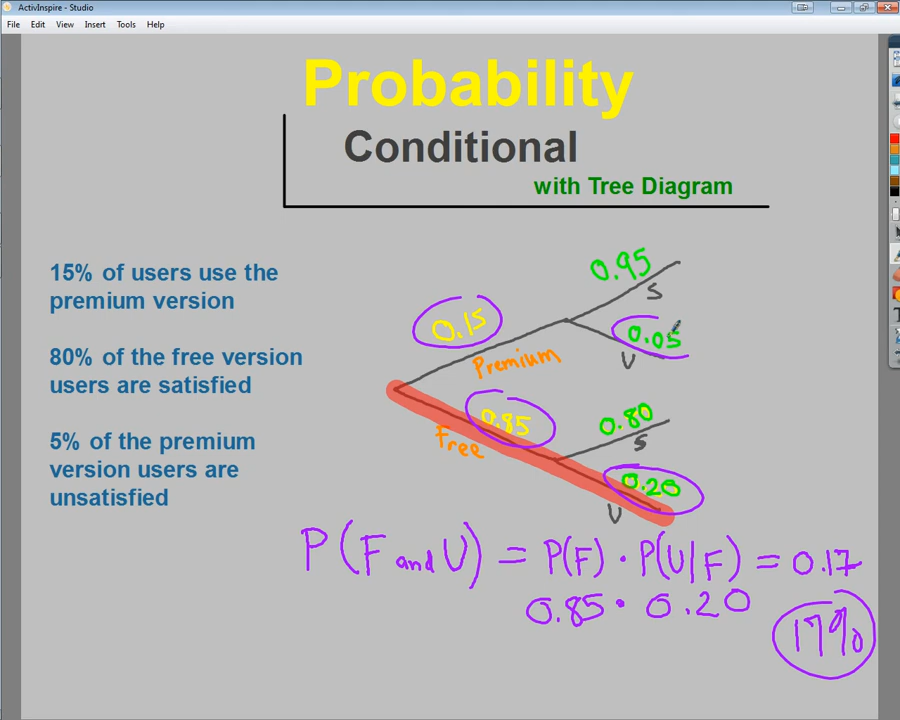 ActivInspire - Studio
File Edit View Insert Tools Help
Probability
Conditional
with Tree Diagram
15% of users use the
premium version
80% of the free version
users are satisfied
5% of the premium
version users are
unsatisfied
0.95
S
0.15
0.05
U
Premium
0.85
0.80
Free
S
0.20
U
P(F and U) = P(F) · P(U|F) = 0.17
0.85 · 0.20
17%